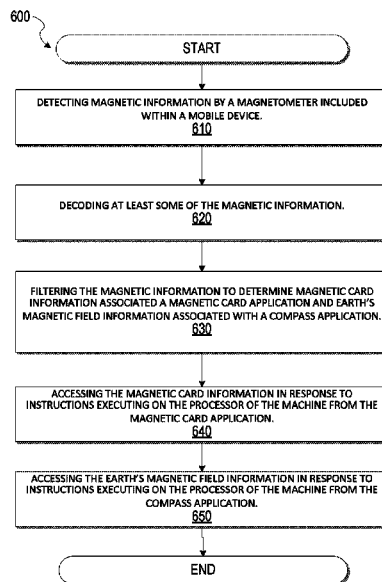 600
START
DETECTING MAGNETIC INFORMATION BY A MAGNETOMETER INCLUDED
WITHIN A MOBILE DEVICE.
610
DECODING AT LEAST SOME OF THE MAGNETIC INFORMATION.
620
FILTERING THE MAGNETIC INFORMATION TO DETERMINE MAGNETIC CARD
INFORMATION ASSOCIATED A MAGNETIC CARD APPLICATION AND EARTH'S
MAGNETIC FIELD INFORMATION ASSOCIATED WITH A COMPASS APPLICATION.
630
ACCESSING THE MAGNETIC CARD INFORMATION IN RESPONSE TO
INSTRUCTIONS EXECUTING ON THE PROCESSOR OF THE MACHINE FROM THE
MAGNETIC CARD APPLICATION.
640
ACCESSING THE EARTH'S MAGNETIC FIELD INFORMATION IN RESPONSE TO
INSTRUCTIONS EXECUTING ON THE PROCESSOR OF THE MACHINE FROM THE
COMPASS APPLICATION.
650
END